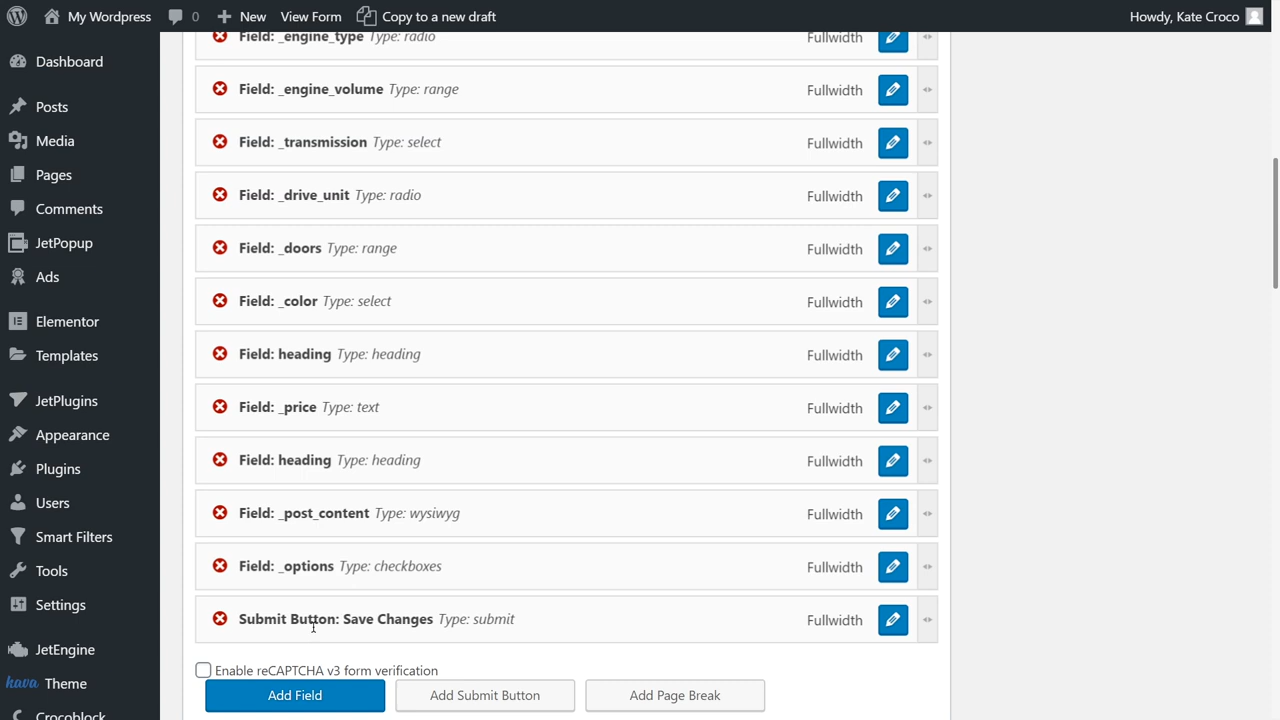 My Wordpress 0 New View Form Copy to a new draft Howdy, Kate Croco
Dashboard
Posts
Media
Pages
Comments
JetPopup
Ads
Elementor
Templates
JetPlugins
Appearance
Plugins
Users
Smart Filters
Tools
Settings
JetEngine
hava Theme
Crocoblock
Field: _engine_type Type: radio Fullwidth
Field: _engine_volume Type: range Fullwidth
Field: _transmission Type: select Fullwidth
Field: _drive_unit Type: radio Fullwidth
Field: _doors Type: range Fullwidth
Field: _color Type: select Fullwidth
Field: heading Type: heading Fullwidth
Field: _price Type: text Fullwidth
Field: heading Type: heading Fullwidth
Field: _post_content Type: wysiwyg Fullwidth
Field: _options Type: checkboxes Fullwidth
Submit Button: Save Changes Type: submit Fullwidth
Enable reCAPTCHA v3 form verification
Add Field Add Submit Button Add Page Break